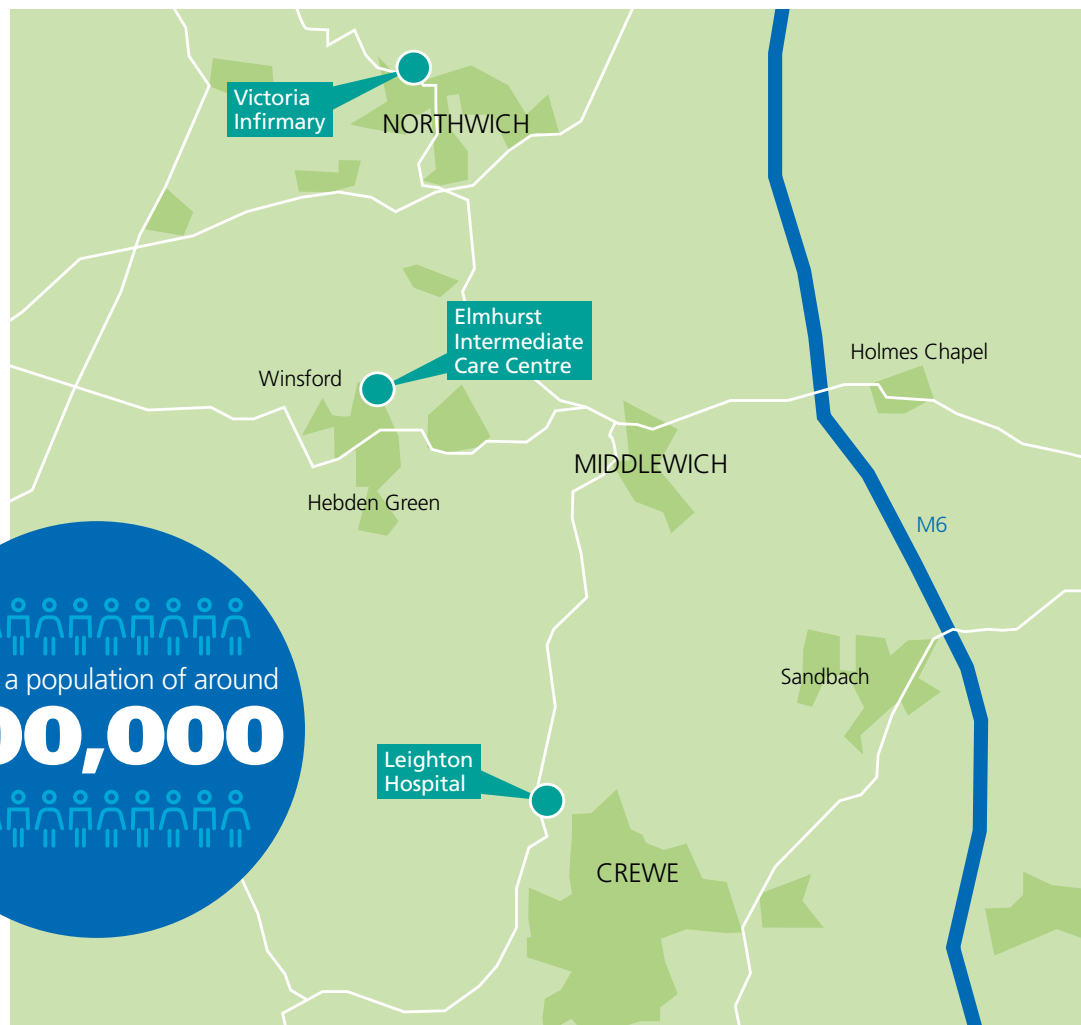 Victoria
Infirmary
NORTHWICH
Elmhurst
Intermediate
Care Centre
Holmes Chapel
Winsford
MIDDLEWICH
Hebden Green
M6
a population of around
00,000
Sandbach
Leighton
Hospital
CREWE